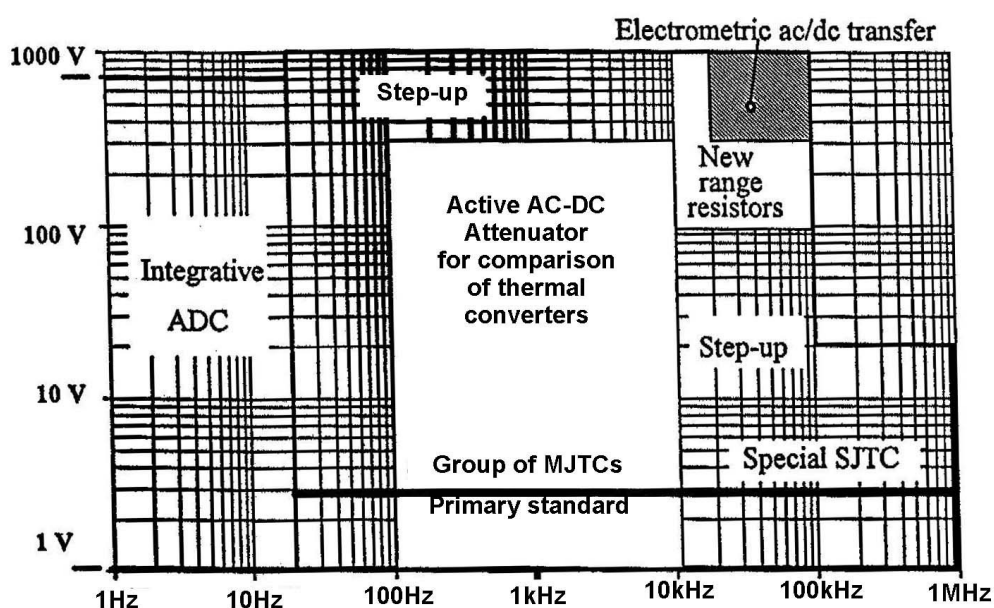 Electrometric ac/dc transfer
1000 V
Step-up
New
range
resistors
Active AC-DC
Attenuator
for comparison
of thermal
converters
100 V
Integrative
ADC
Step-up
10 V
Group of MJTCs
Special SJTC
Primary standard
1 V
1Hz
10Hz
100Hz
1kHz
10kHz
100kHz
1MHz